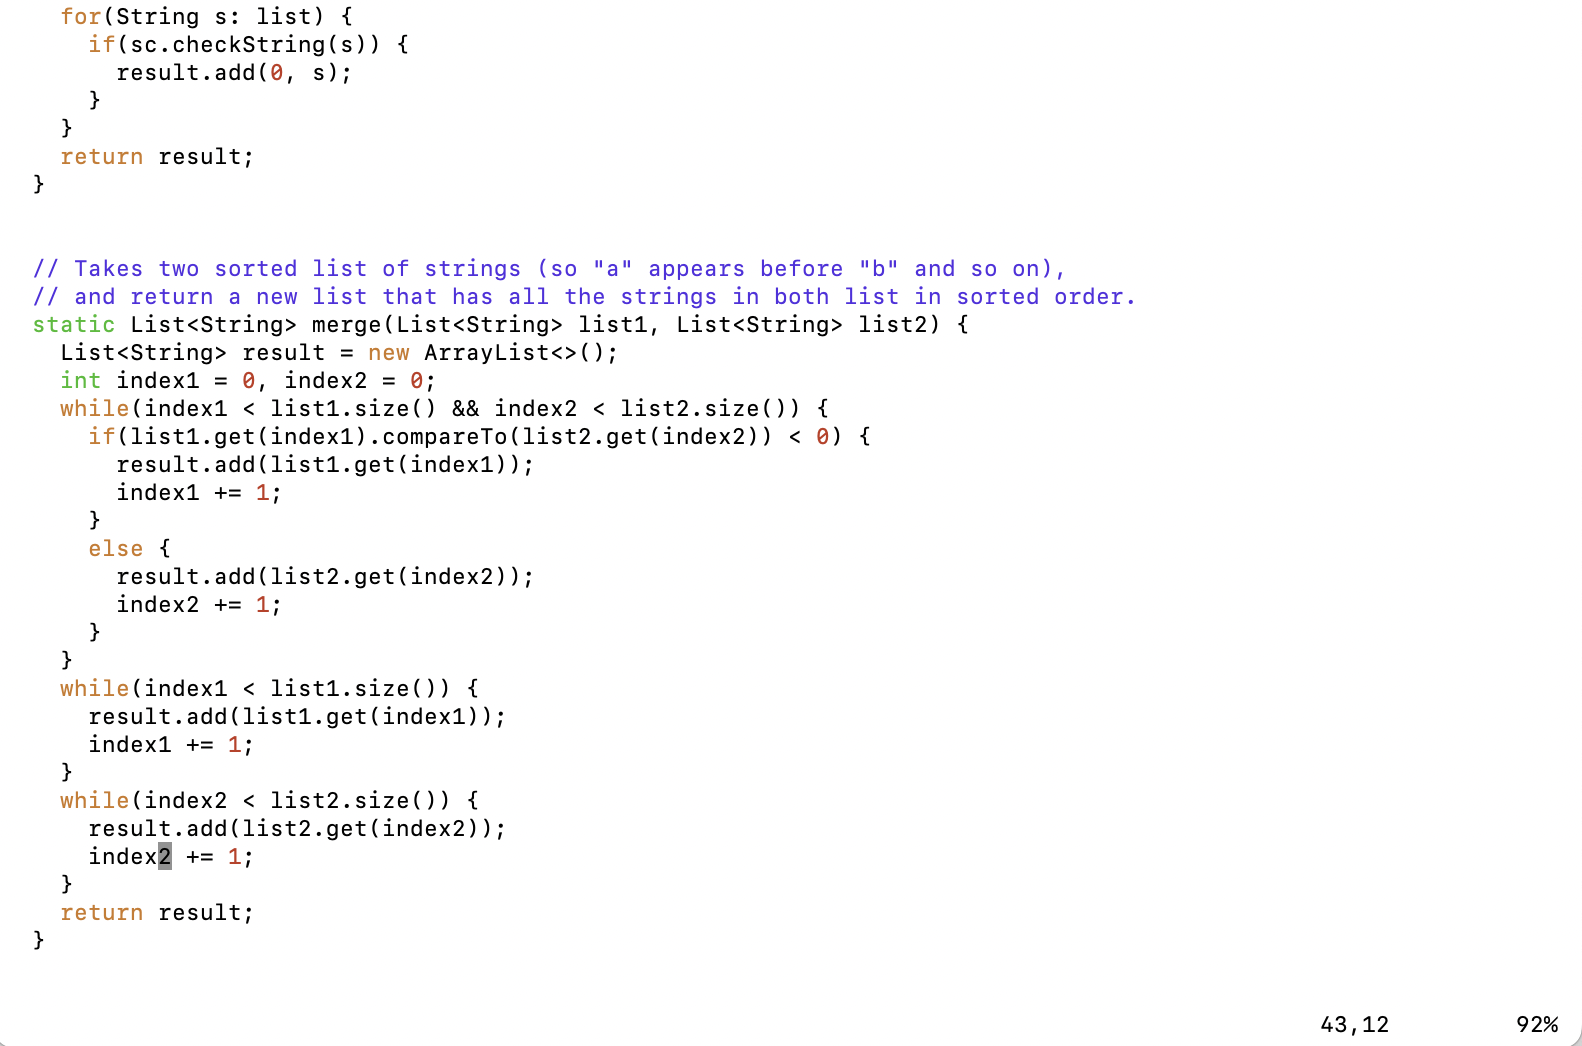 for(String s: list) {
if(sc.checkString(s)) {
result.add(0, s);
}
}
return result;
}
// Takes two sorted list of strings (so "a" appears before "b" and so on),
// and return a new list that has all the strings in both list in sorted order.
static List<String> merge(List<String> list1, List<String> list2) {
List<String> result = new ArrayList<>();
int index1 = 0, index2 = 0;
while(index1 < list1.size() && index2 < list2.size()) {
if(list1.get(index1).compareTo(list2.get(index2)) < 0) {
result.add(list1.get(index1));
index1 += 1;
}
else {
result.add(list2.get(index2));
index2 += 1;
}
}
while(index1 < list1.size()) {
result.add(list1.get(index1));
index1 += 1;
}
while(index2 < list2.size()) {
result.add(list2.get(index2));
index2 += 1;
}
return result;
}
43,12 92%